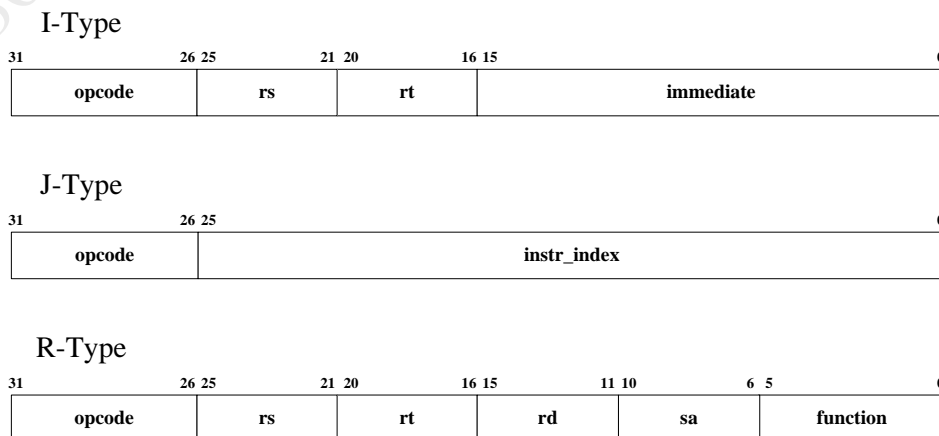 I-Type
31 26 25 21 20 16 15
opcode rs rt immediate
J-Type
31 26 25
opcode instr_index
R-Type
31 26 25 21 20 16 15 11 10 6 5
opcode rs rt rd sa function